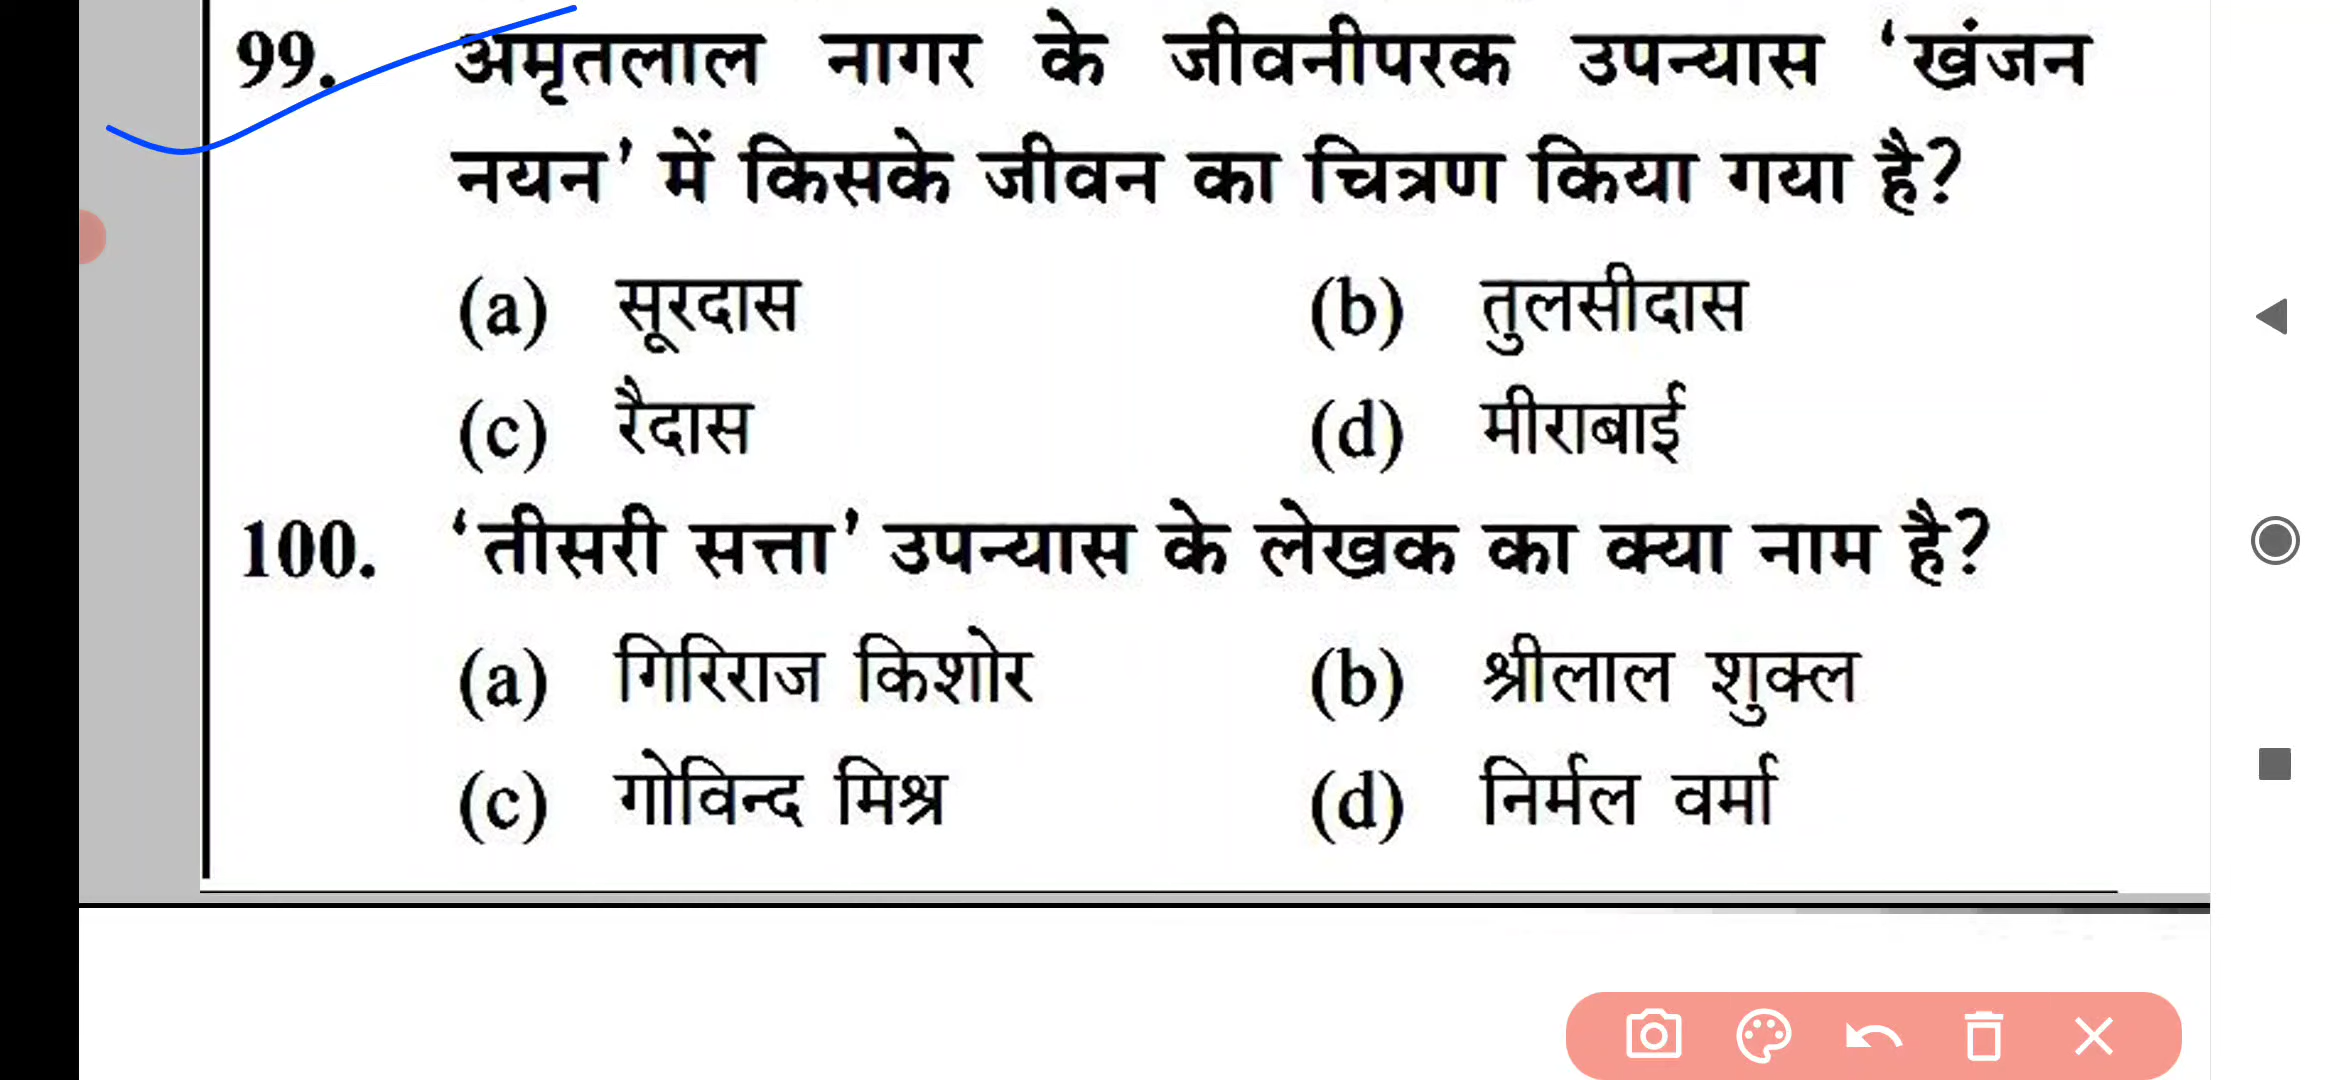 99. अमृतलाल नागर के जीवनीपरक उपन्यास ‘खंजन
नयन’ में किसके जीवन का चित्रण किया गया है?
(a) सूरदास (b) तुलसीदास
(c) रैदास (d) मीराबाई
100. ‘तीसरी सत्ता’ उपन्यास के लेखक का क्या नाम है?
(a) गिरिराज किशोर (b) श्रीलाल शुक्ल
(c) गोविन्द मिश्र (d) निर्मल वर्मा